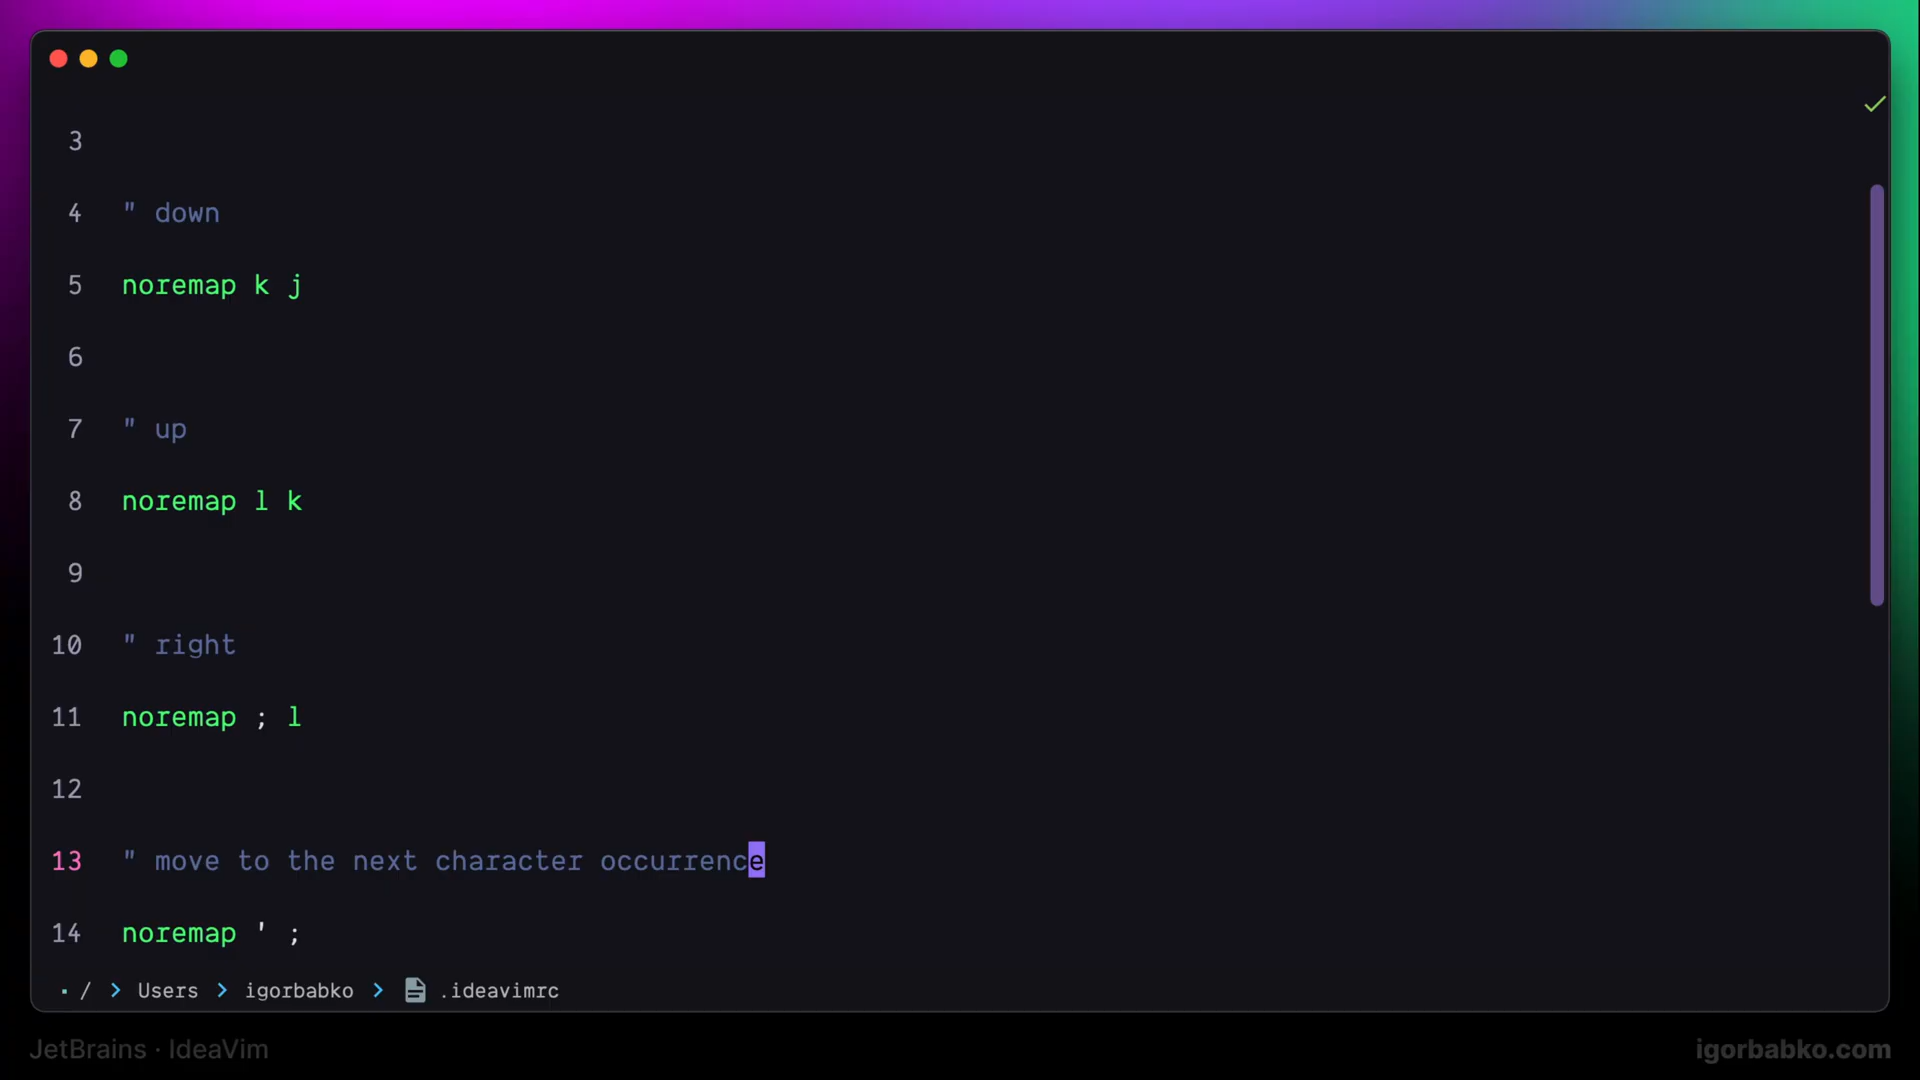 3
4 " down
5 noremap k j
6
7 " up
8 noremap l k
9
10 " right
11 noremap ; l
12
13 " move to the next character occurrence
14 noremap ' ;
/ > Users > igorbabko > .ideavimrc
JetBrains · IdeaVim
igorbabko.com